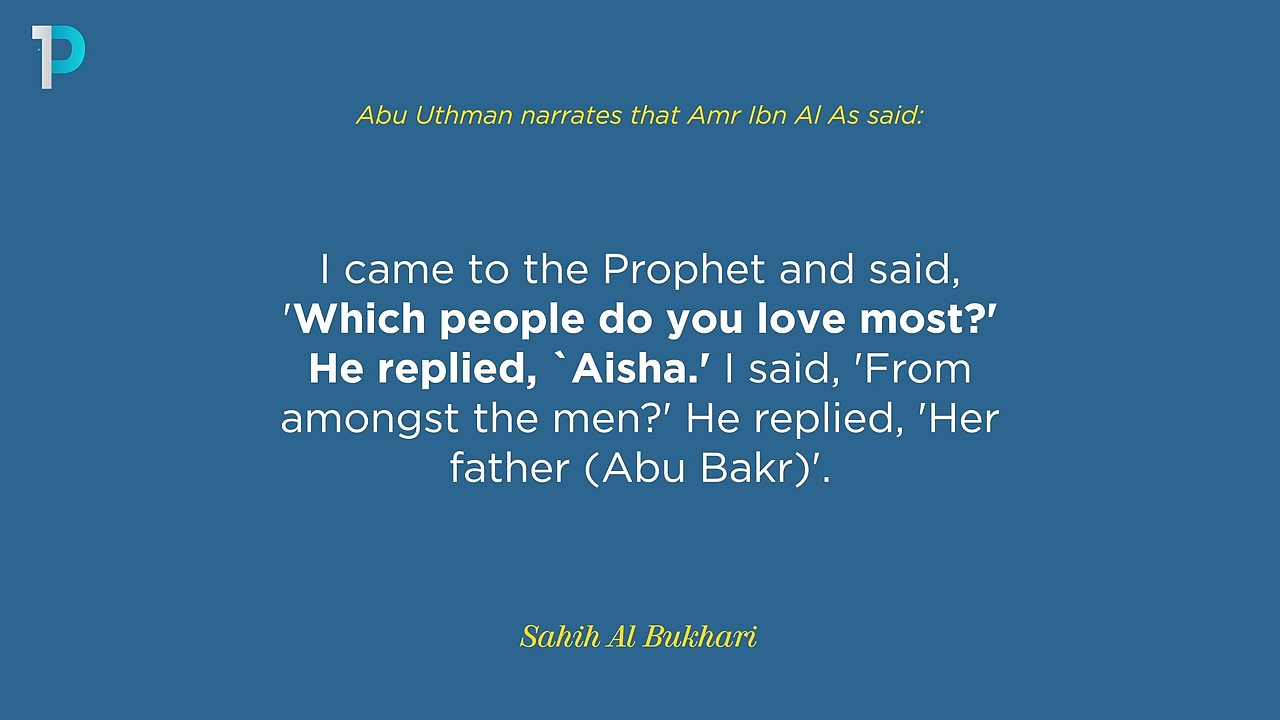 1P
Abu Uthman narrates that Amr Ibn Al As said:
I came to the Prophet and said,
'Which people do you love most?'
He replied, `Aisha.' I said, 'From
amongst the men?' He replied, 'Her
father (Abu Bakr)'.
Sahih Al Bukhari